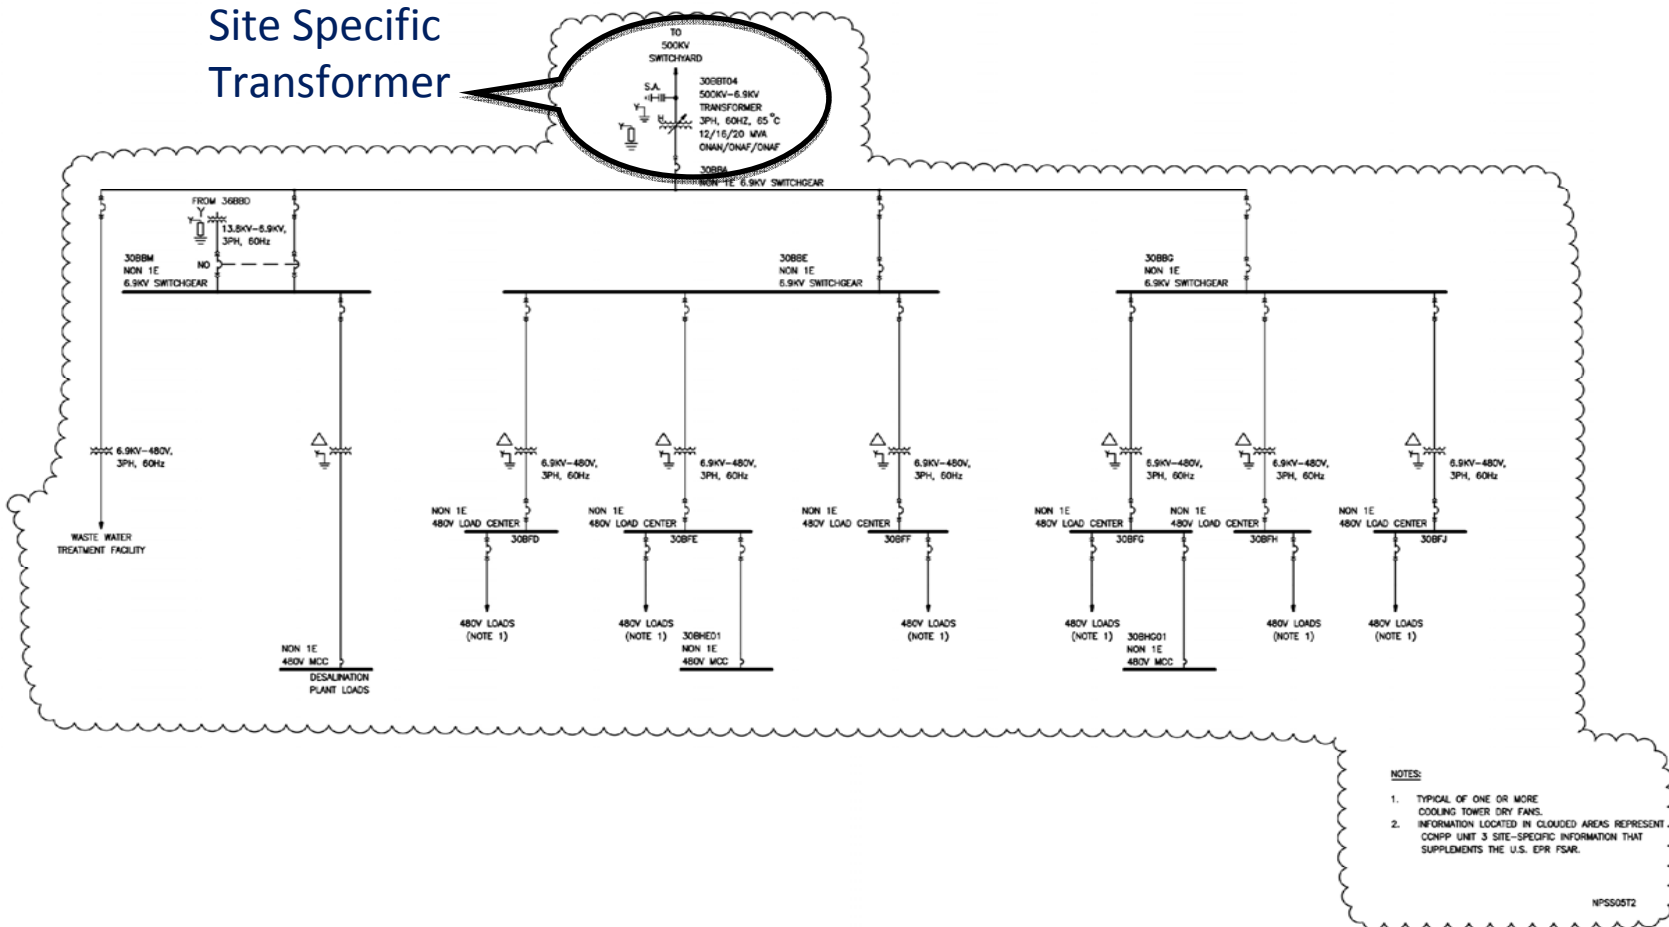 Site Specific
Transformer
TO
500KV
SWITCHYARD
S.A.
30BBT04
500KV-6.9KV
TRANSFORMER
3PH, 60HZ, 65°C
12/16/20 MVA
ONAN/ONAF/ONAF
H
Y
Y
30BBA
NON 1E 6.9KV SWITCHGEAR
FROM 36BBD
Y
Y
13.8KV-6.9KV,
3PH, 60Hz
NO
30BBM
NON 1E
6.9KV SWITCHGEAR
30BBE
NON 1E
6.9KV SWITCHGEAR
30BBG
NON 1E
6.9KV SWITCHGEAR
6.9KV-480V,
3PH, 60Hz
Y
Y
6.9KV-480V,
3PH, 60Hz
Y
6.9KV-480V,
3PH, 60Hz
Y
6.9KV-480V,
3PH, 60Hz
Y
6.9KV-480V,
3PH, 60Hz
Y
6.9KV-480V,
3PH, 60Hz
Y
6.9KV-480V,
3PH, 60Hz
NON 1E
480V LOAD CENTER
30BFD
NON 1E
480V LOAD CENTER
30BFE
NON 1E
480V LOAD CENTER
30BFF
NON 1E
480V LOAD CENTER
30BFG
NON 1E
480V LOAD CENTER
30BFH
NON 1E
480V LOAD CENTER
30BFJ
WASTE WATER
TREATMENT FACILITY
480V LOADS
(NOTE 1)
480V LOADS
(NOTE 1)
480V LOADS
(NOTE 1)
480V LOADS
(NOTE 1)
480V LOADS
(NOTE 1)
480V LOADS
(NOTE 1)
NON 1E
480V MCC
DESALINATION
PLANT LOADS
30BHE01
NON 1E
480V MCC
30BHG01
NON 1E
480V MCC
NOTES:
1. TYPICAL OF ONE OR MORE
COOLING TOWER DRY FANS.
2. INFORMATION LOCATED IN CLOUDED AREAS REPRESENT
CCNPP UNIT 3 SITE-SPECIFIC INFORMATION THAT
SUPPLEMENTS THE U.S. EPR FSAR.
NPSS05T2